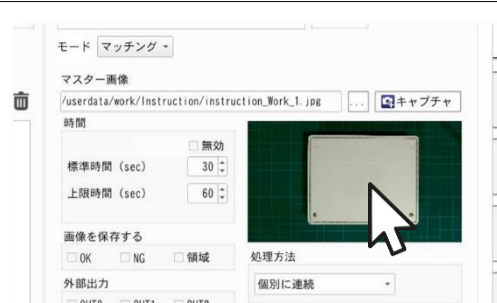 モード マッチング
マスター画像
/userdata/work/Instruction/instruction_Work_1.jpg ... キャプチャ
時間
無効
標準時間 (sec) 30
上限時間 (sec) 60
画像を保存する
OK NG 領域
処理方法
個別に連続
外部出力
OUT0 OUT1 OUT2